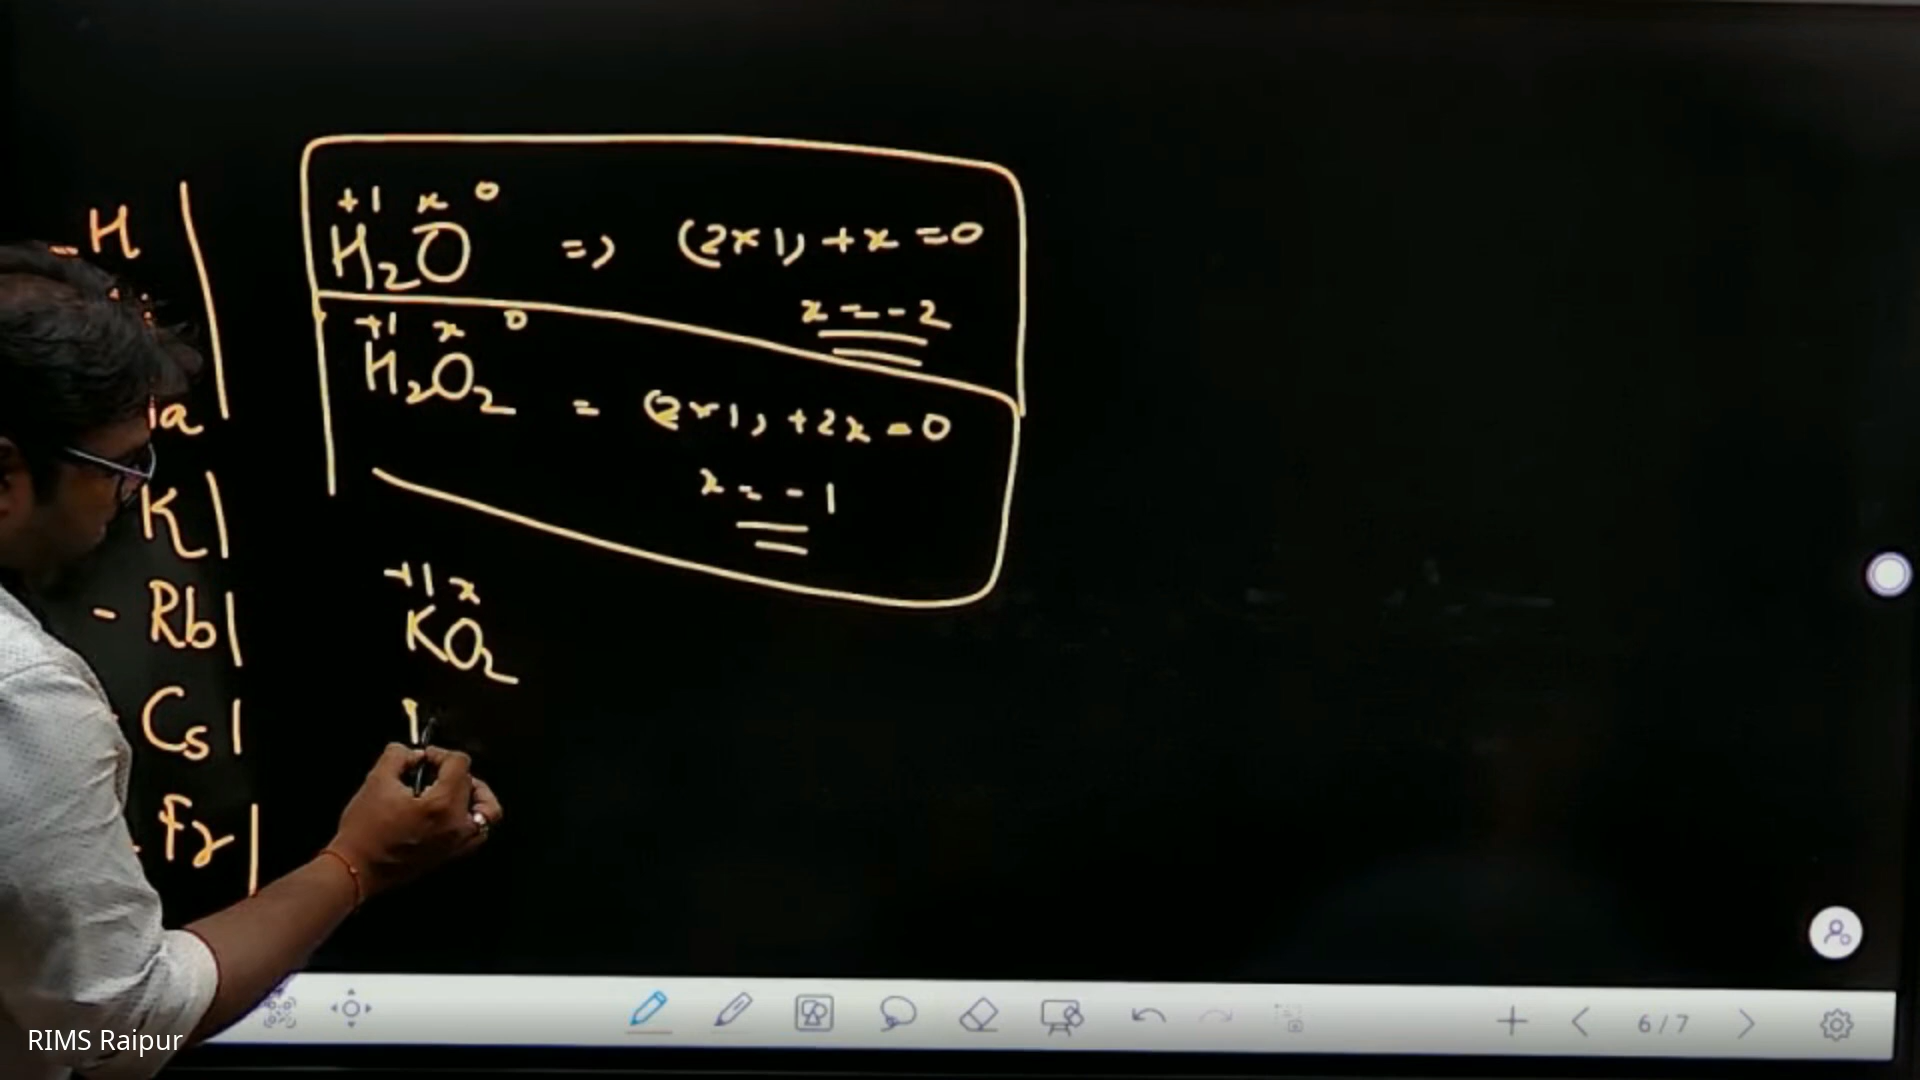 - H
K
- Rb
Cs
Fr
+1 x 0
H₂O => (2×1) + x = 0
x = -2
+1 x 0
H₂O₂ = (2×1) + 2x = 0
x = -1
+1 x
KO₂
6/7
RIMS Raipur